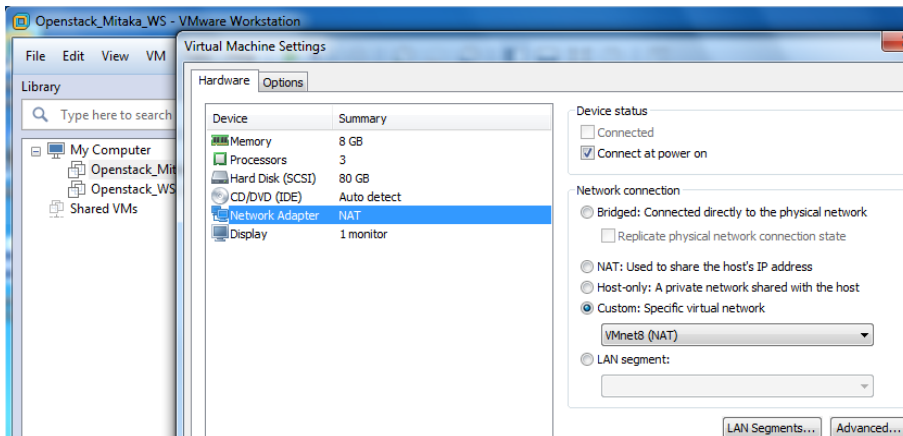 Openstack_Mitaka_WS - VMware Workstation
File Edit View VM
Virtual Machine Settings
Library
Hardware Options
Type here to search
My Computer
Openstack_Mit
Openstack_WS
Shared VMs
Device Summary
Memory 8 GB
Processors 3
Hard Disk (SCSI) 80 GB
CD/DVD (IDE) Auto detect
Network Adapter NAT
Display 1 monitor
Device status
Connected
Connect at power on
Network connection
Bridged: Connected directly to the physical network
Replicate physical network connection state
NAT: Used to share the host's IP address
Host-only: A private network shared with the host
Custom: Specific virtual network
VMnet8 (NAT)
LAN segment:
LAN Segments... Advanced...